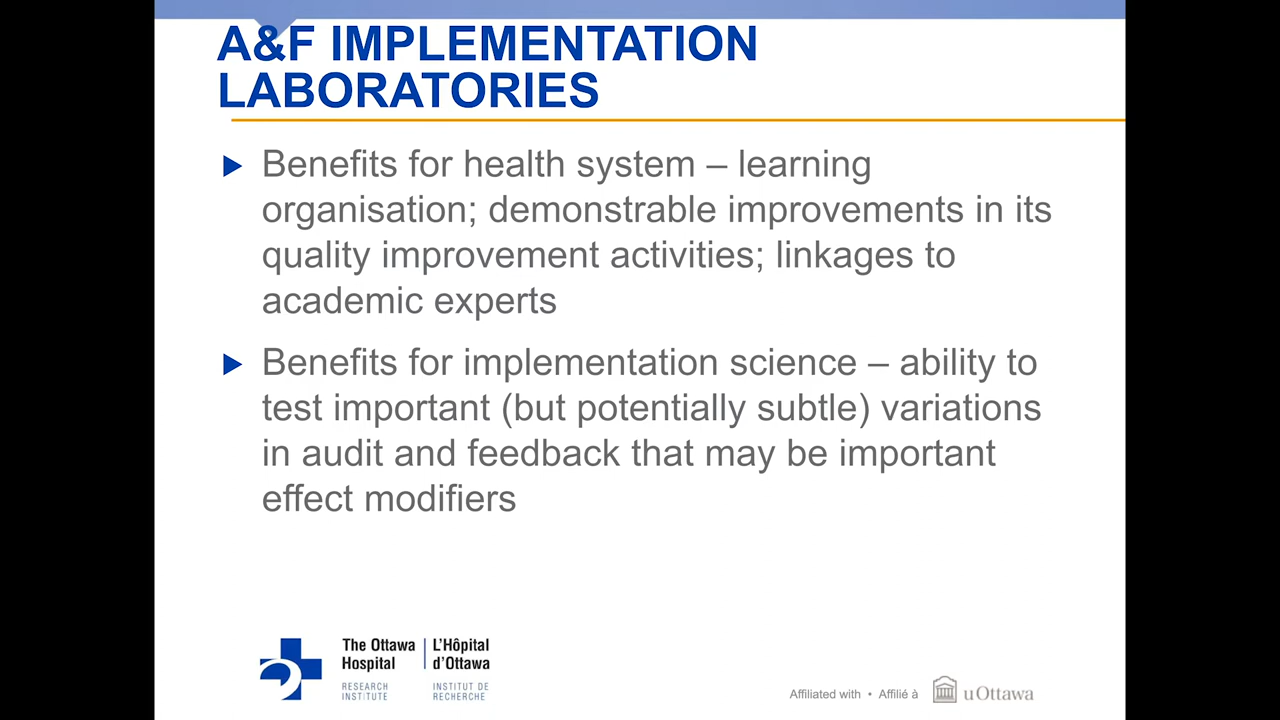 A&F IMPLEMENTATION
LABORATORIES
Benefits for health system – learning
organisation; demonstrable improvements in its
quality improvement activities; linkages to
academic experts
Benefits for implementation science – ability to
test important (but potentially subtle) variations
in audit and feedback that may be important
effect modifiers
The Ottawa Hospital
RESEARCH INSTITUTE
L'Hôpital d'Ottawa
INSTITUT DE RECHERCHE
Affiliated with • Affilié à
uOttawa